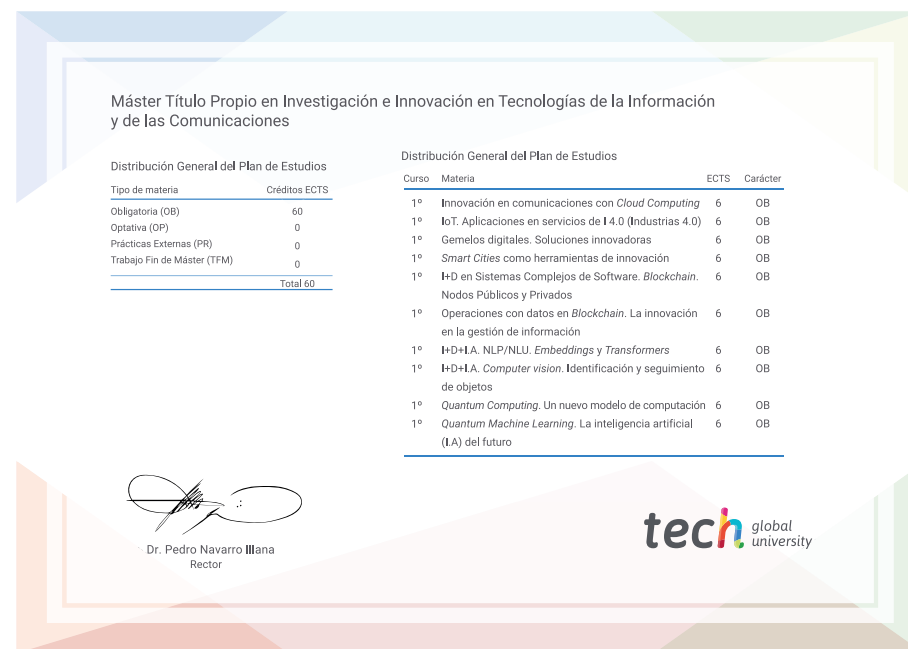 Máster Título Propio en Investigación e Innovación en Tecnologías de la Información
y de las Comunicaciones
Distribución General del Plan de Estudios
Tipo de materia Créditos ECTS
Obligatoria (OB) 60
Optativa (OP) 0
Prácticas Externas (PR) 0
Trabajo Fin de Máster (TFM) 0
Total 60
Distribución General del Plan de Estudios
Curso Materia ECTS Carácter
1º Innovación en comunicaciones con Cloud Computing 6 OB
1º IoT. Aplicaciones en servicios de I 4.0 (Industrias 4.0) 6 OB
1º Gemelos digitales. Soluciones innovadoras 6 OB
1º Smart Cities como herramientas de innovación 6 OB
1º I+D en Sistemas Complejos de Software. Blockchain. 6 OB
Nodos Públicos y Privados
1º Operaciones con datos en Blockchain. La innovación 6 OB
en la gestión de información
1º I+D+I.A. NLP/NLU. Embeddings y Transformers 6 OB
1º I+D+I.A. Computer vision. Identificación y seguimiento 6 OB
de objetos
1º Quantum Computing. Un nuevo modelo de computación 6 OB
1º Quantum Machine Learning. La inteligencia artificial 6 OB
(I.A) del futuro
Dr. Pedro Navarro Illana
Rector
tech global
university